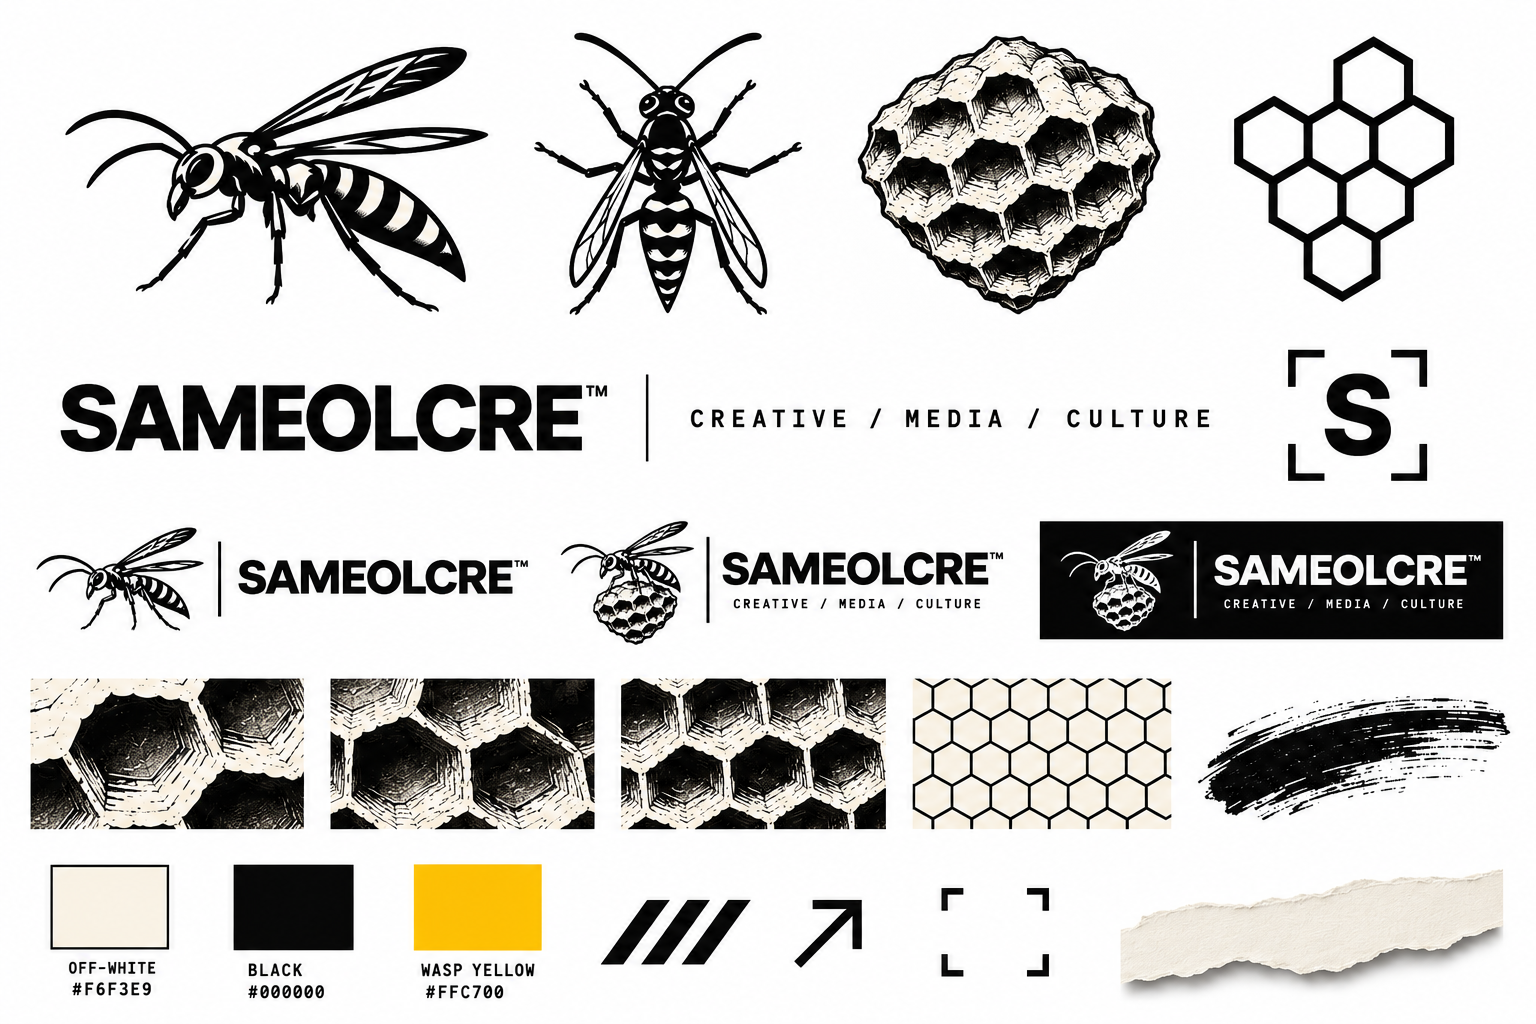 SAMEOLCRE™
CREATIVE / MEDIA / CULTURE
S
SAMEOLCRE™
SAMEOLCRE™
CREATIVE / MEDIA / CULTURE
SAMEOLCRE™
CREATIVE / MEDIA / CULTURE
OFF-WHITE
#F6F3E9
BLACK
#000000
WASP YELLOW
#FFC700